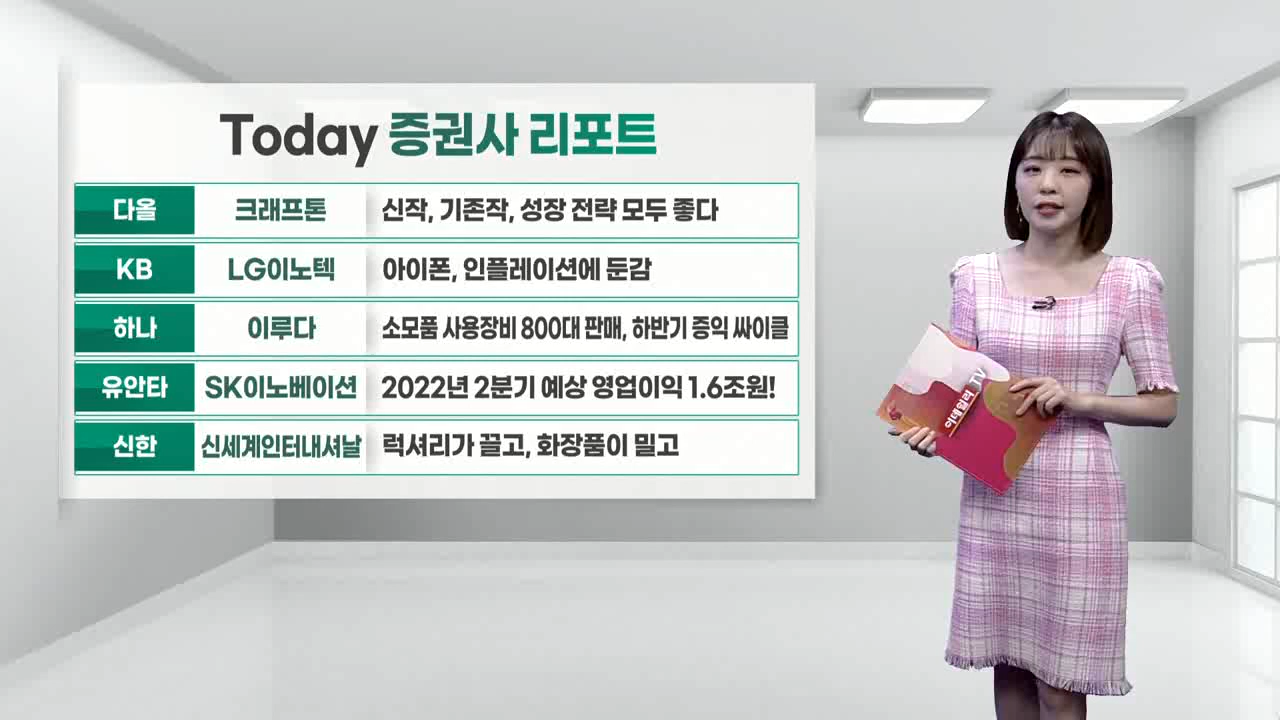 Today 증권사 리포트
다올 크래프톤 신작, 기존작, 성장 전략 모두 좋다
KB LG이노텍 아이폰, 인플레이션에 둔감
하나 이루다 소모품 사용장비 800대 판매, 하반기 증익 싸이클
유안타 SK이노베이션 2022년 2분기 예상 영업이익 1.6조원!
신한 신세계인터내셔날 럭셔리가 끌고, 화장품이 밀고
이데일리 TV